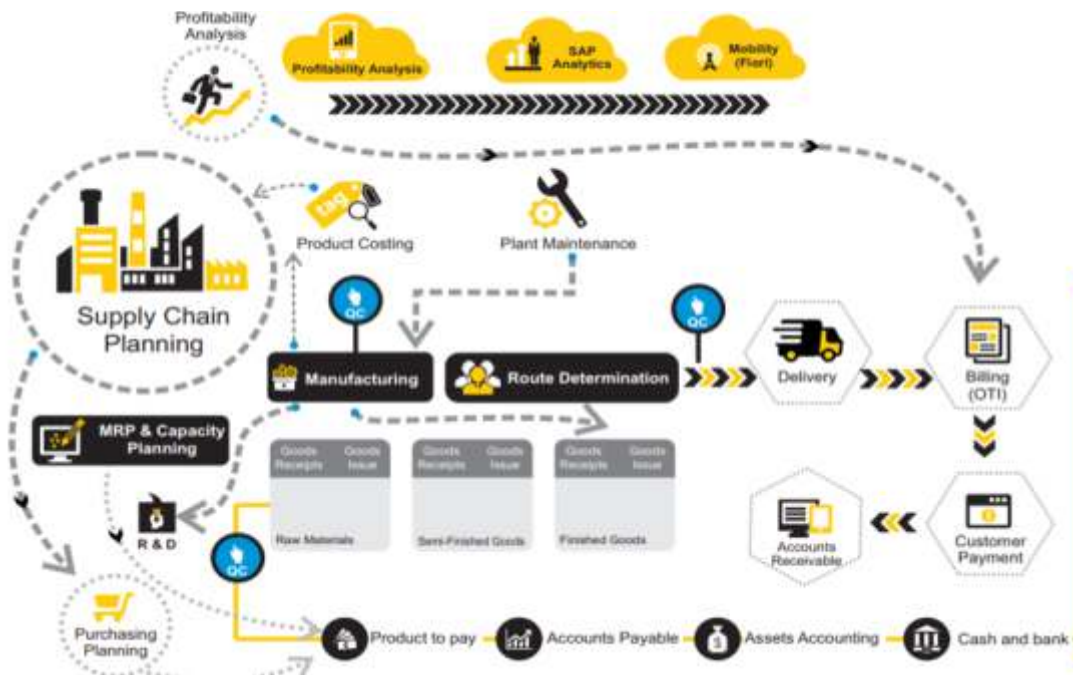 Profitability
Analysis
Profitability Analysis
SAP
Analytics
Mobility
(Fiori)
tag
Product Costing
Plant Maintenance
Supply Chain
Planning
QC
QC
Manufacturing
Route Determination
Delivery
Billing
(OTI)
MRP & Capacity
Planning
Goods
Receipts
Goods
Issue
Raw Materials
Goods
Receipts
Goods
Issue
Semi-Finished Goods
Goods
Receipts
Goods
Issue
Finished Goods
R & D
QC
Accounts
Receivable
Customer
Payment
Purchasing
Planning
Product to pay
Accounts Payable
Assets Accounting
Cash and bank